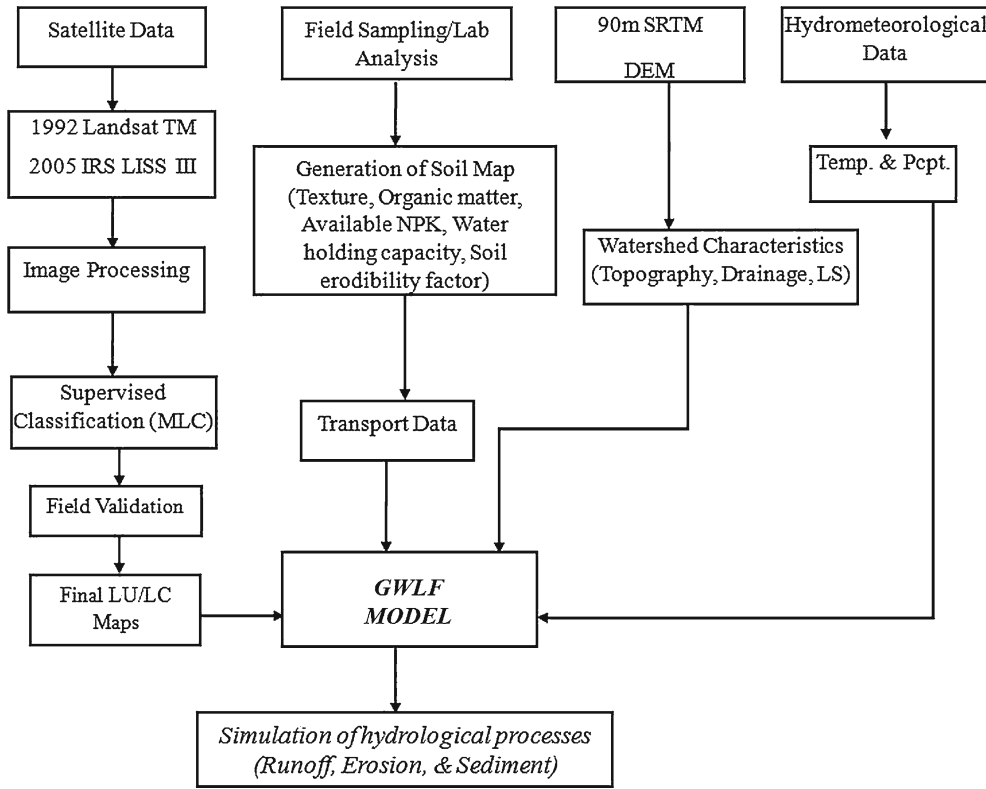 Satellite Data
Field Sampling/Lab
Analysis
90m SRTM
DEM
Hydrometeorological
Data
1992 Landsat TM
2005 IRS LISS III
Generation of Soil Map
(Texture, Organic matter,
Available NPK, Water
holding capacity, Soil
erodibility factor)
Temp. & Pcpt.
Image Processing
Watershed Characteristics
(Topography, Drainage, LS)
Supervised
Classification (MLC)
Transport Data
Field Validation
Final LU/LC
Maps
GWLF
MODEL
Simulation of hydrological processes
(Runoff, Erosion, & Sediment)